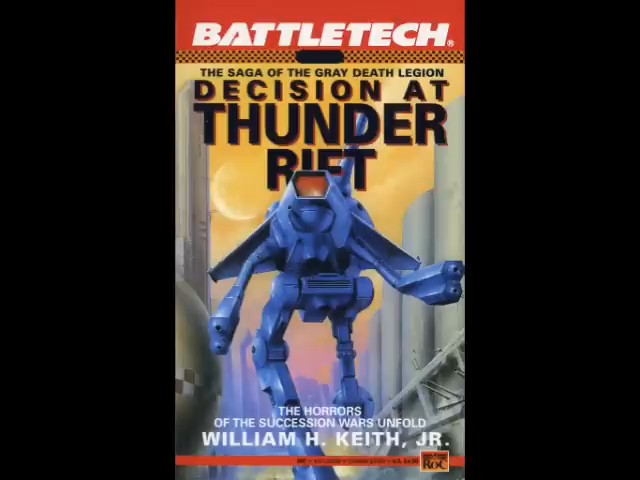 BATTLETECH®
THE SAGA OF THE GRAY DEATH LEGION
DECISION AT
THUNDER
RIFT
THE HORRORS
OF THE SUCCESSION WARS UNFOLD
WILLIAM H. KEITH, JR.
ROC